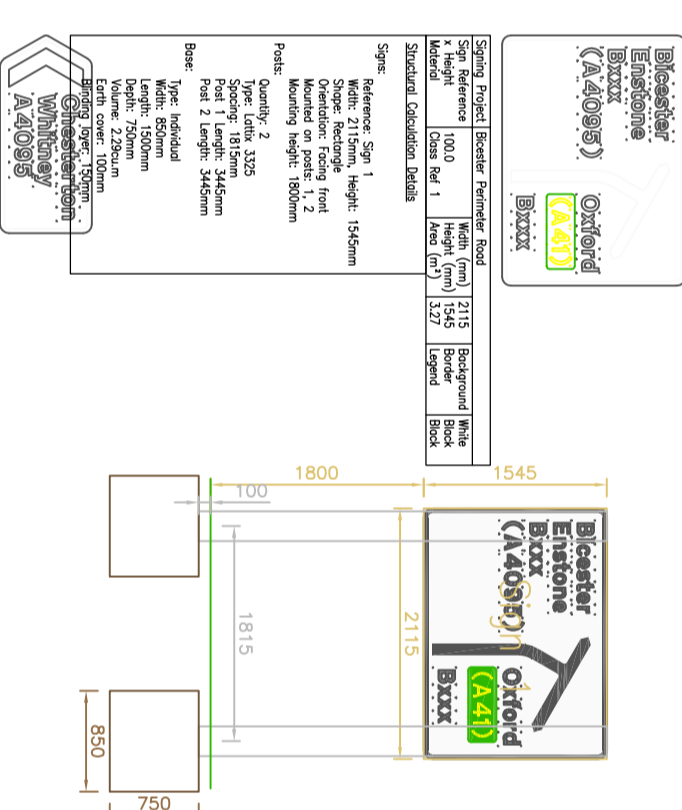 Bicester
Enstone
Bxxx
(A4095)
Oxford
(A41)
Bxxx
Signing Project Bicester Perimeter Road
Sign Reference Width (mm) 2115 Background White
x Height 100.0 Height (mm) 1545 Border Black
Material Class Ref 1 Area (m²) 3.27 Legend Black
Structural Calculation Details
Signs:
Reference: Sign 1
Width: 2115mm, Height: 1545mm
Shape: Rectangle
Orientation: Facing front
Mounted on posts: 1, 2
Mounting height: 1800mm
Posts:
Quantity: 2
Type: Lattix 3325
Spacing: 1815mm
Post 1 Length: 3445mm
Post 2 Length: 3445mm
Base:
Type: Individual
Width: 850mm
Length: 1500mm
Depth: 750mm
Volume: 2.29cu.m
Earth cover: 100mm
Blinding layer: 150mm
Chesterton
Whitney
A4095
1545
1800
100
Bicester
Enstone
Bxxx
(A4095)
Oxford
(A41)
Bxxx
Sign 1
2115
1815
850
750